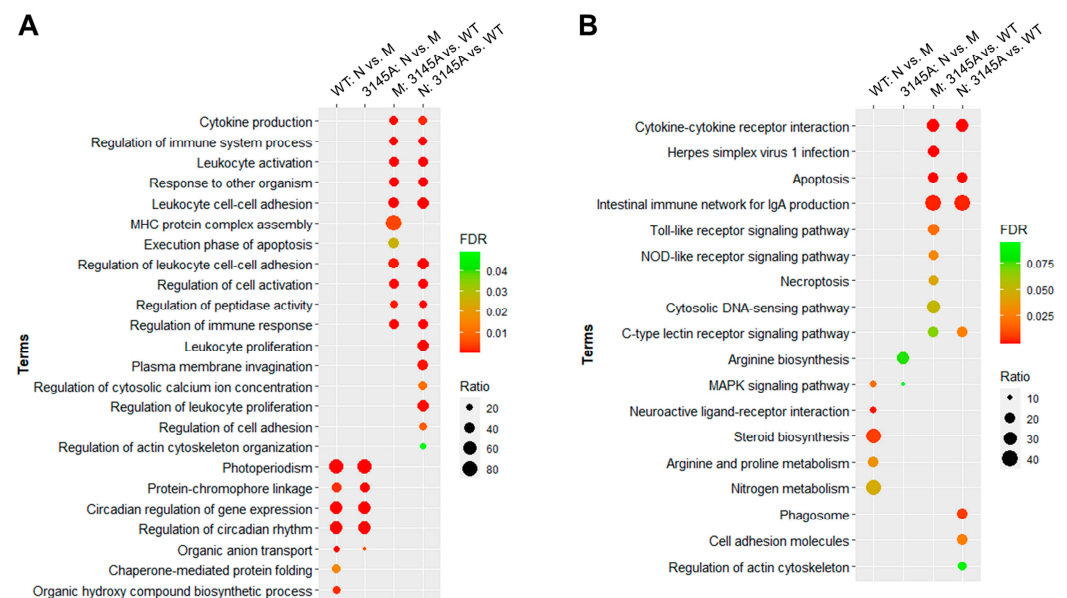 A
WT: N vs. M
3145A: N vs. M
M: 3145A vs. WT
N: 3145A vs. WT
Cytokine production
Regulation of immune system process
Leukocyte activation
Response to other organism
Leukocyte cell-cell adhesion
MHC protein complex assembly
Execution phase of apoptosis
Regulation of leukocyte cell-cell adhesion
Regulation of cell activation
Regulation of peptidase activity
Regulation of immune response
Leukocyte proliferation
Plasma membrane invagination
Regulation of cytosolic calcium ion concentration
Regulation of leukocyte proliferation
Regulation of cell adhesion
Regulation of actin cytoskeleton organization
Photoperiodism
Protein-chromophore linkage
Circadian regulation of gene expression
Regulation of circadian rhythm
Organic anion transport
Chaperone-mediated protein folding
Organic hydroxy compound biosynthetic process
Terms
FDR
0.04
0.03
0.02
0.01
Ratio
20
40
60
80
B
WT: N vs. M
3145A: N vs. M
M: 3145A vs. WT
N: 3145A vs. WT
Cytokine-cytokine receptor interaction
Herpes simplex virus 1 infection
Apoptosis
Intestinal immune network for IgA production
Toll-like receptor signaling pathway
NOD-like receptor signaling pathway
Necroptosis
Cytosolic DNA-sensing pathway
C-type lectin receptor signaling pathway
Arginine biosynthesis
MAPK signaling pathway
Neuroactive ligand-receptor interaction
Steroid biosynthesis
Arginine and proline metabolism
Nitrogen metabolism
Phagosome
Cell adhesion molecules
Regulation of actin cytoskeleton
Terms
FDR
0.075
0.050
0.025
Ratio
10
20
30
40